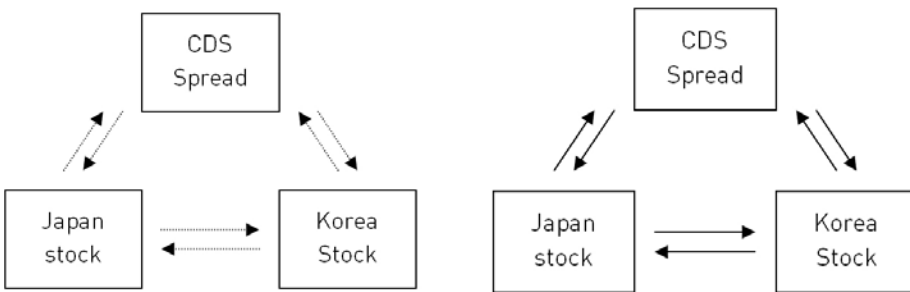 CDS
Spread
Japan
stock
Korea
Stock
CDS
Spread
Japan
stock
Korea
Stock